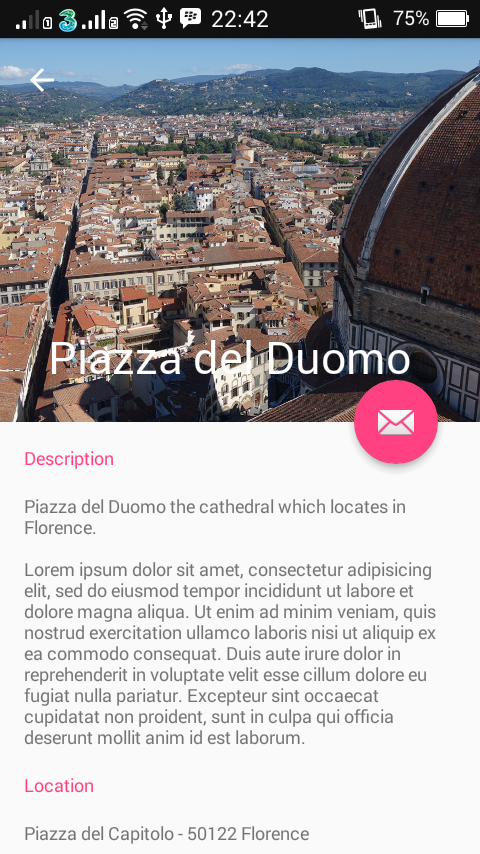 22:42
75%
Piazza del Duomo
Description
Piazza del Duomo the cathedral which locates in
Florence.
Lorem ipsum dolor sit amet, consectetur adipisicing
elit, sed do eiusmod tempor incididunt ut labore et
dolore magna aliqua. Ut enim ad minim veniam, quis
nostrud exercitation ullamco laboris nisi ut aliquip ex
ea commodo consequat. Duis aute irure dolor in
reprehenderit in voluptate velit esse cillum dolore eu
fugiat nulla pariatur. Excepteur sint occaecat
cupidatat non proident, sunt in culpa qui officia
deserunt mollit anim id est laborum.
Location
Piazza del Capitolo - 50122 Florence